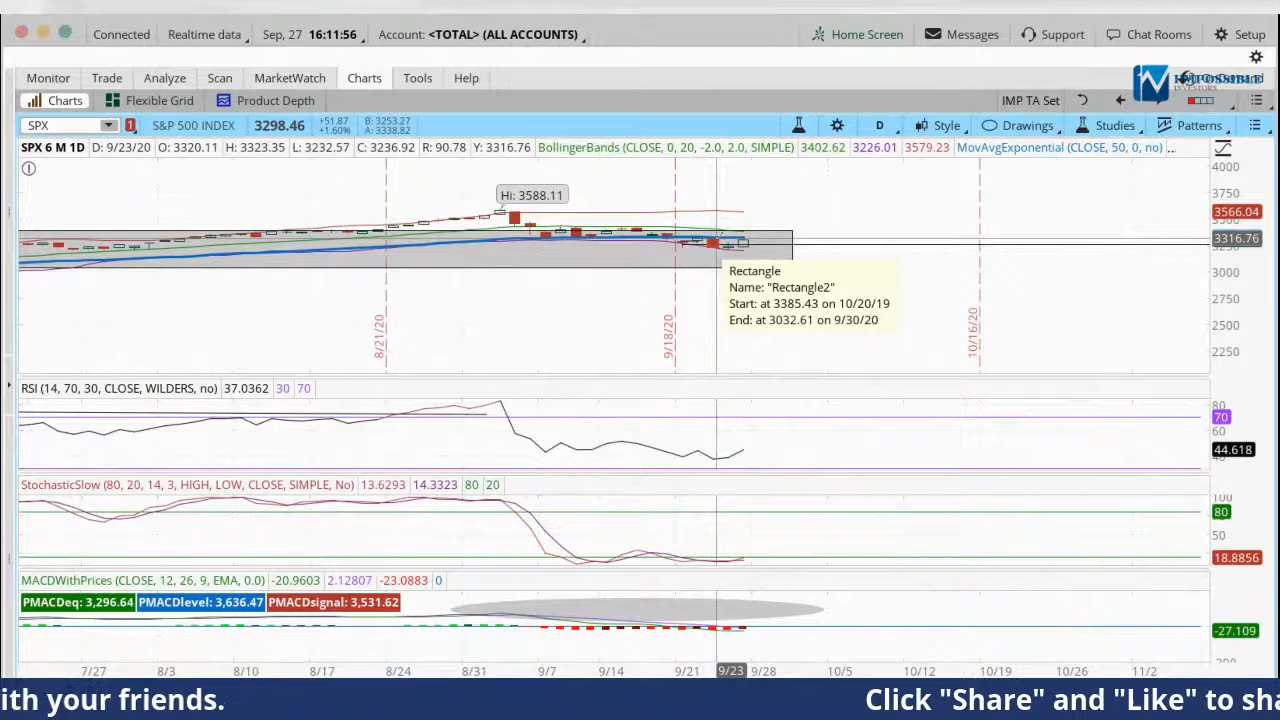 Connected Realtime data Sep, 27 16:11:56 Account: <TOTAL> (ALL ACCOUNTS) Home Screen Messages Support Chat Rooms Setup
Monitor Trade Analyze Scan MarketWatch Charts Tools Help
IMPOSSIBLE
INVESTORS
Charts Flexible Grid Product Depth IMP TA Set
SPX 1 S&P 500 INDEX 3298.46 +51.87 +1.60% B: 3253.27 A: 3338.82 D Style Drawings Studies Patterns
SPX 6 M 1D D: 9/23/20 O: 3320.11 H: 3323.35 L: 3232.57 C: 3236.92 R: 90.78 Y: 3316.76 BollingerBands (CLOSE, 0, 20, -2.0, 2.0, SIMPLE) 3402.62 3226.01 3579.23 MovAvgExponential (CLOSE, 50, 0, no) ...
4000
Hi: 3588.11
3750
3566.04
3316.76
3000
2750
2500
2250
Rectangle
Name: "Rectangle2"
Start: at 3385.43 on 10/20/19
End: at 3032.61 on 9/30/20
8/21/20 9/18/20 10/16/20
RSI (14, 70, 30, CLOSE, WILDERS, no) 37.0362 30 70
80
70
60
44.618
StochasticSlow (80, 20, 14, 3, HIGH, LOW, CLOSE, SIMPLE, No) 13.6293 14.3323 80 20
100
80
50
18.8856
MACDWithPrices (CLOSE, 12, 26, 9, EMA, 0.0) -20.9603 2.12807 -23.0883 0
PMACDeq: 3,296.64 PMACDlevel: 3,636.47 PMACDsignal: 3,531.62
-27.109
7/27 8/3 8/10 8/17 8/24 8/31 9/7 9/14 9/21 9/23 9/28 10/5 10/12 10/19 10/26 11/2
ith your friends. Click "Share" and "Like" to sha